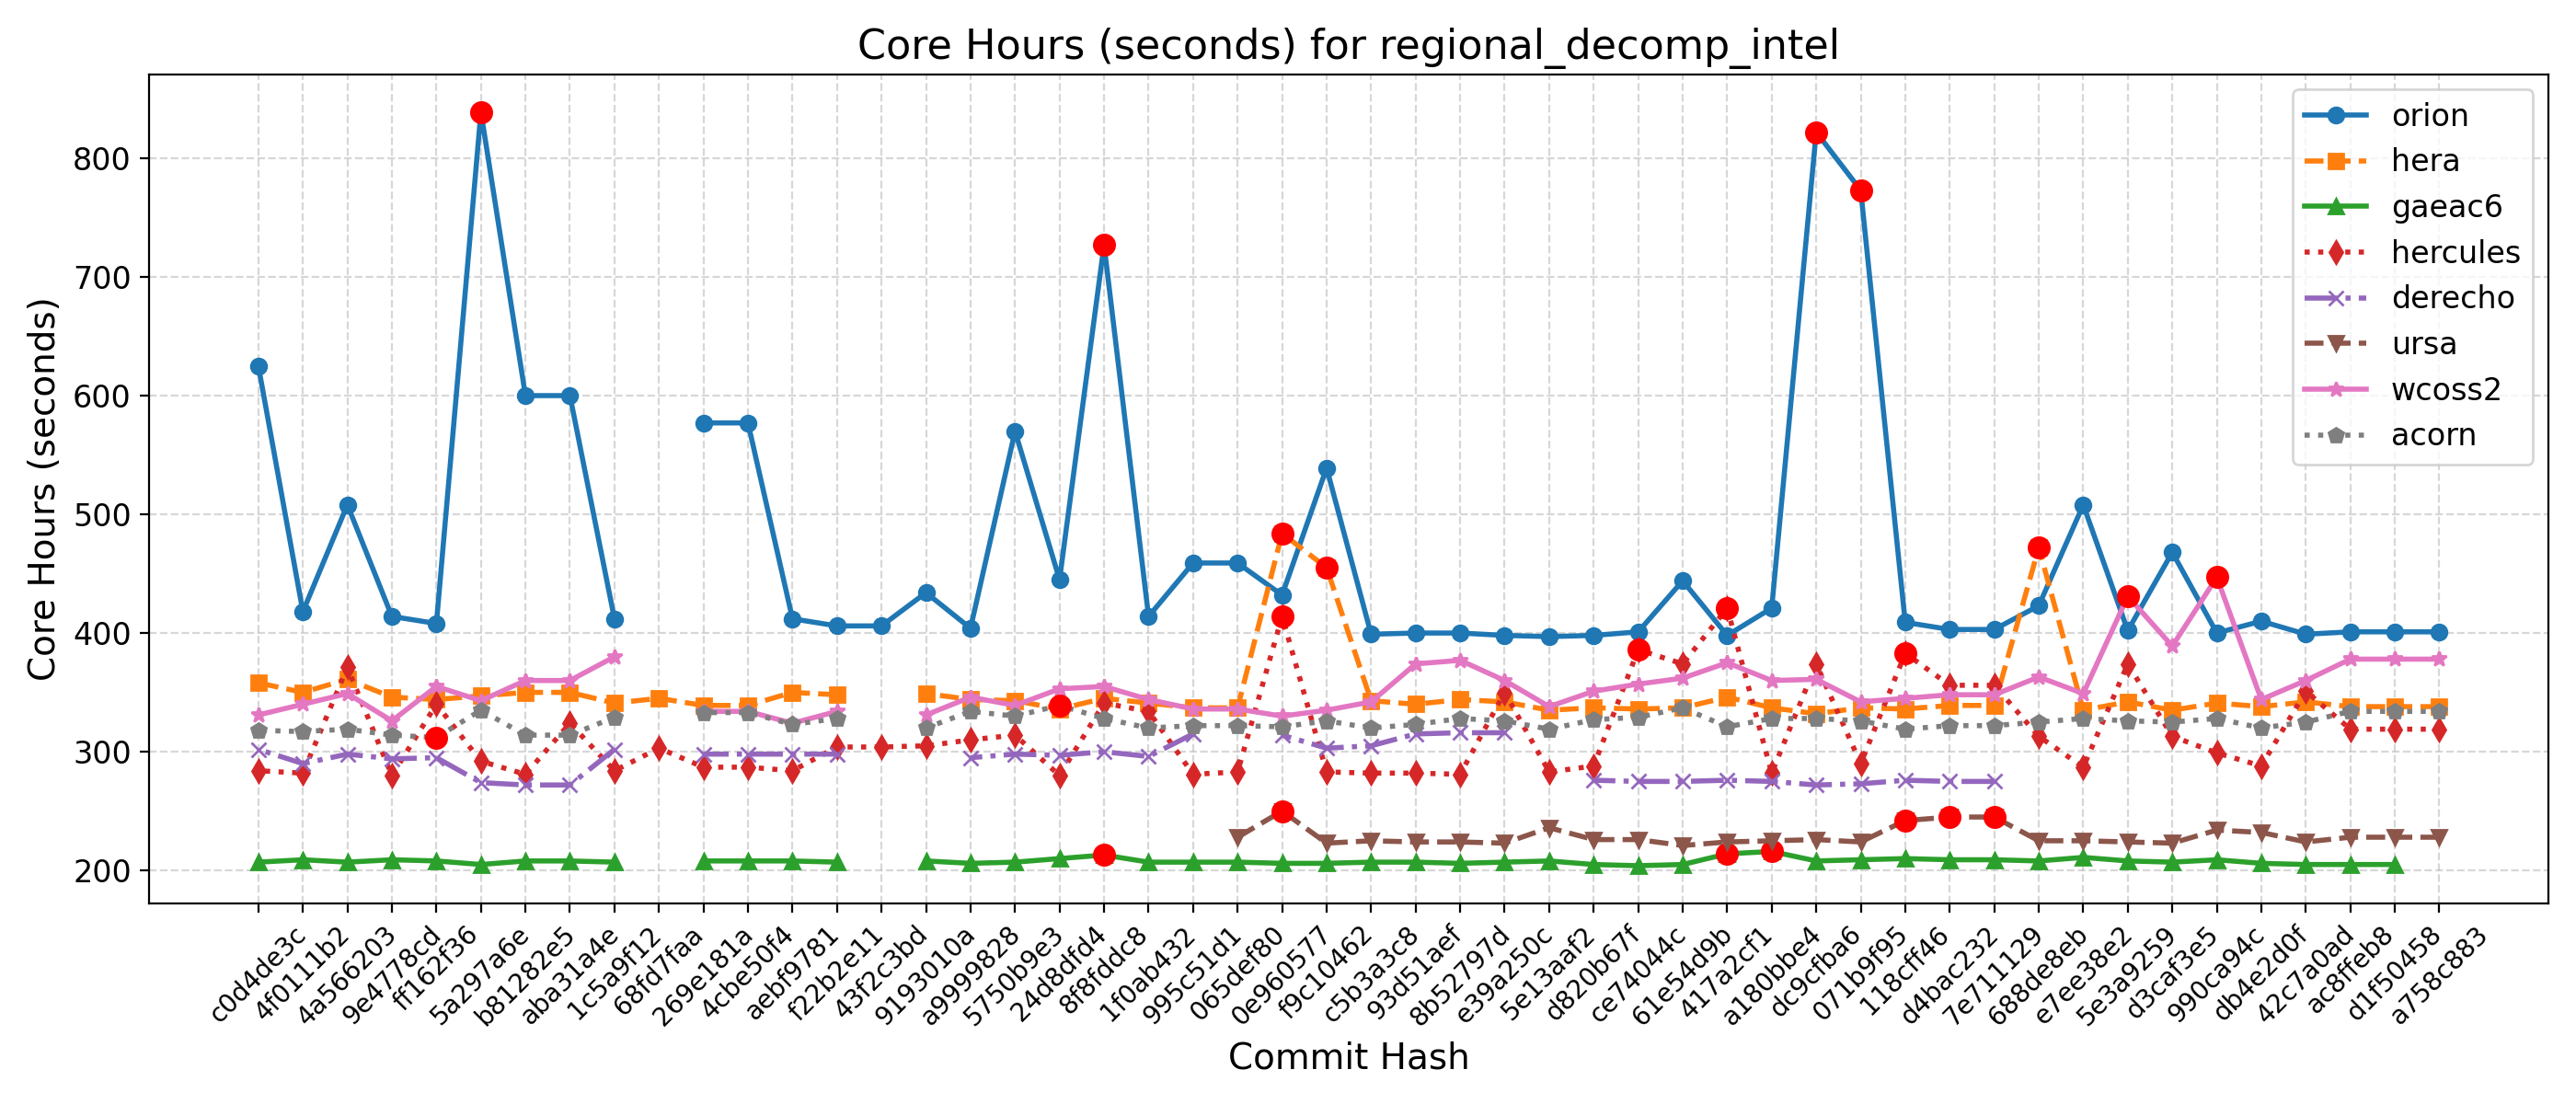 Core Hours (seconds) for regional_decomp_intel
Core Hours (seconds)
800
700
600
500
400
300
200
orion
hera
gaeac6
hercules
derecho
ursa
wcoss2
acorn
c0d4de3c
4f0111b2
4a566203
9e4778cd
ff162f36
5a297a6e
b81282e5
aba31a4e
1c5a9f12
68fd7faa
269e181a
4cbe50f4
aebf9781
f22b2e11
43f2c3bd
9193010a
a9999828
5750b9e3
24d8dfd4
8f8fddc8
1f0ab432
995c51d1
065def80
0e960577
f9c10462
c5b3a3c8
93d51aef
8b52797d
e39a250c
5e13aaf2
d820b67f
ce74044c
61e54d9b
417a2cf1
a180bbe4
dc9cfba6
071b9f95
118cff46
d4bac232
7e711129
688de8eb
e7ee38e2
5e3a9259
d3caf3e5
990ca94c
db4e2d0f
42c7a0ad
ac8ffeb8
d1f50458
a758c883
Commit Hash